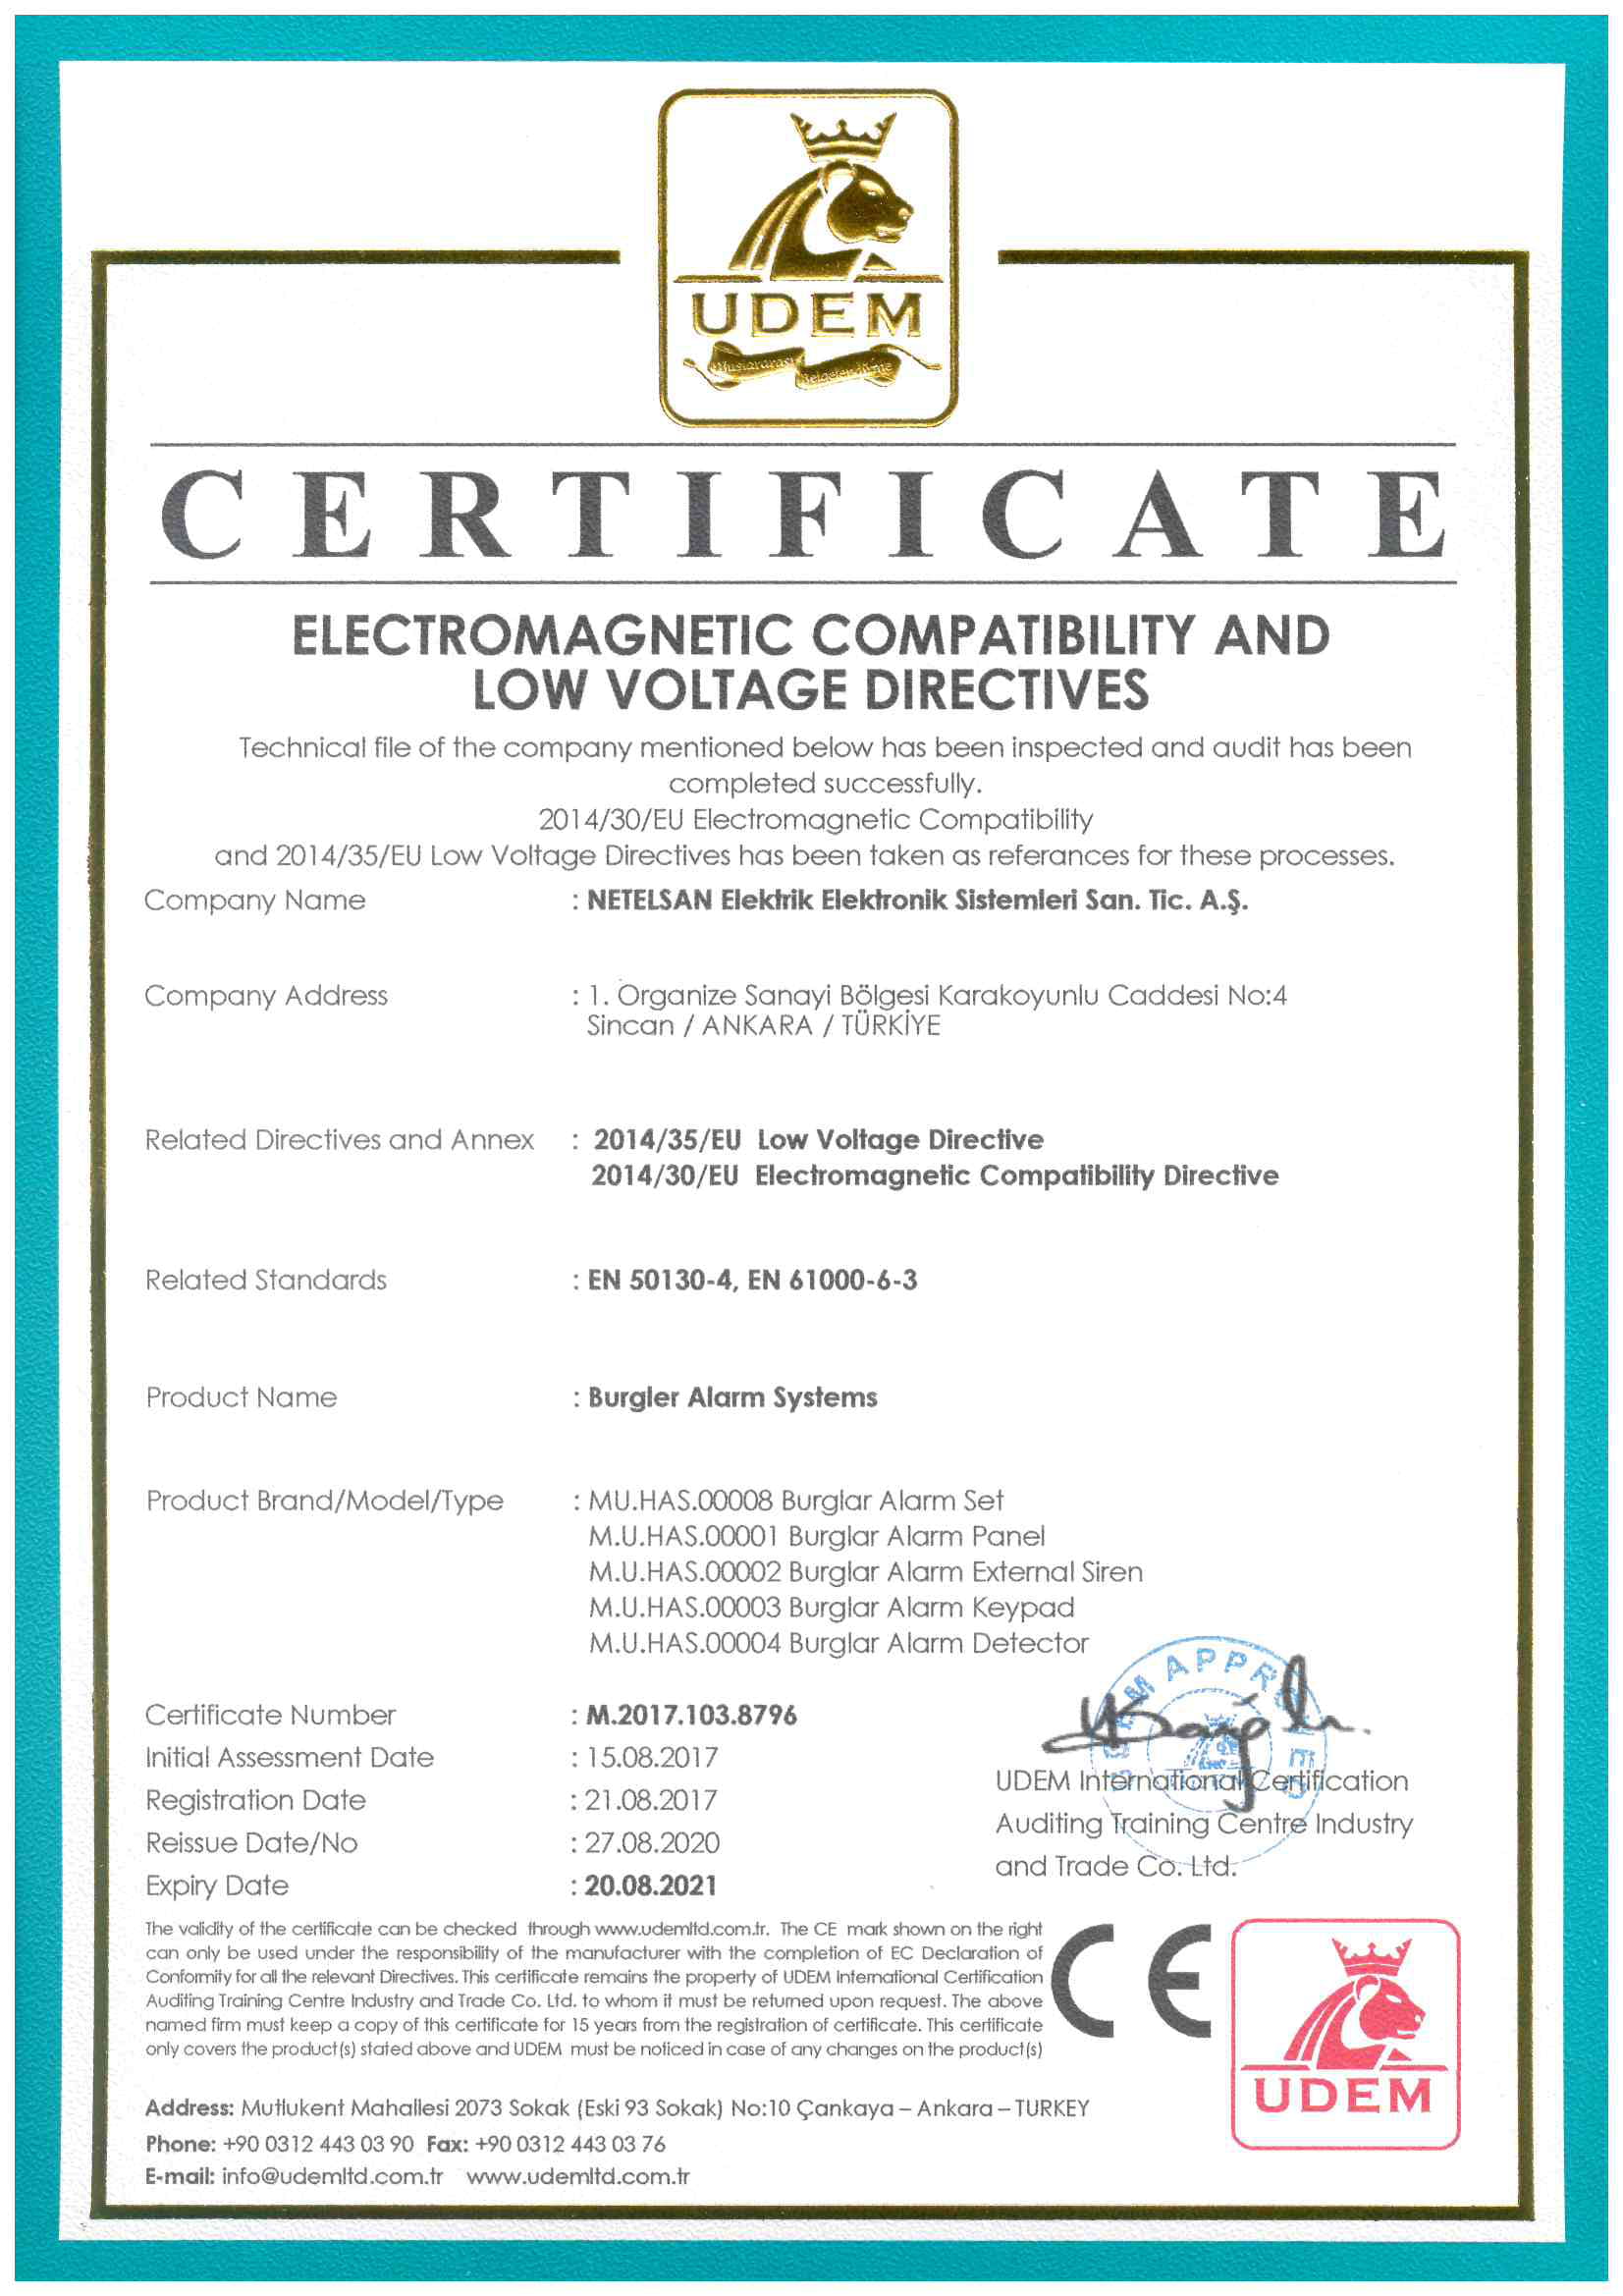 UDEM
Uluslararası Belgelendirme
CERTIFICATE
ELECTROMAGNETIC COMPATIBILITY AND
LOW VOLTAGE DIRECTIVES
Technical file of the company mentioned below has been inspected and audit has been
completed successfully.
2014/30/EU Electromagnetic Compatibility
and 2014/35/EU Low Voltage Directives has been taken as referances for these processes.
Company Name : NETELSAN Elektrik Elektronik Sistemleri San. Tic. A.Ş.
Company Address : 1. Organize Sanayi Bölgesi Karakoyunlu Caddesi No:4
Sincan / ANKARA / TÜRKİYE
Related Directives and Annex : 2014/35/EU Low Voltage Directive
2014/30/EU Electromagnetic Compatibility Directive
Related Standards : EN 50130-4, EN 61000-6-3
Product Name : Burgler Alarm Systems
Product Brand/Model/Type : MU.HAS.00008 Burglar Alarm Set
M.U.HAS.00001 Burglar Alarm Panel
M.U.HAS.00002 Burglar Alarm External Siren
M.U.HAS.00003 Burglar Alarm Keypad
M.U.HAS.00004 Burglar Alarm Detector
Certificate Number : M.2017.103.8796
Initial Assessment Date : 15.08.2017
Registration Date : 21.08.2017
Reissue Date/No : 27.08.2020
Expiry Date : 20.08.2021
UDEM APPROVED
UDEM International Certification
Auditing Training Centre Industry
and Trade Co. Ltd.
The validity of the certificate can be checked through www.udemltd.com.tr. The CE mark shown on the right
can only be used under the responsibility of the manufacturer with the completion of EC Declaration of
Conformity for all the relevant Directives. This certificate remains the property of UDEM International Certification
Auditing Training Centre Industry and Trade Co. Ltd. to whom it must be returned upon request. The above
named firm must keep a copy of this certificate for 15 years from the registration of certificate. This certificate
only covers the product(s) stated above and UDEM must be noticed in case of any changes on the product(s)
CE
UDEM
Address: Mutlukent Mahallesi 2073 Sokak (Eski 93 Sokak) No:10 Çankaya – Ankara – TURKEY
Phone: +90 0312 443 03 90 Fax: +90 0312 443 03 76
E-mail: info@udemltd.com.tr www.udemltd.com.tr